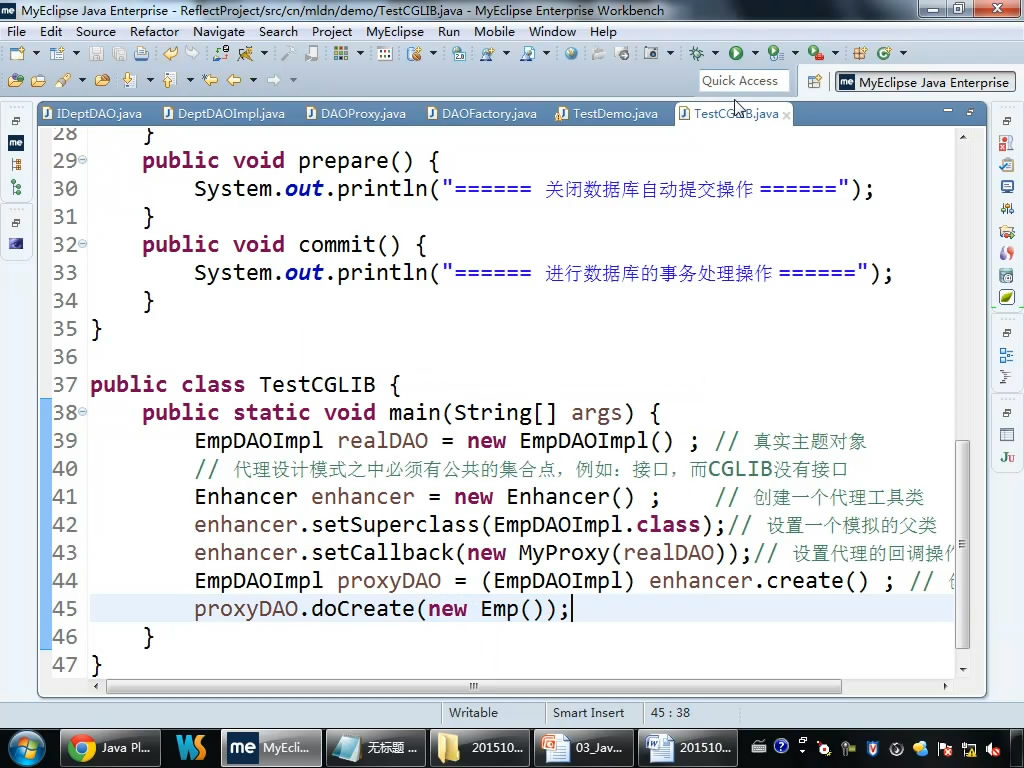 MyEclipse Java Enterprise - ReflectProject/src/cn/mldn/demo/TestCGLIB.java - MyEclipse Enterprise Workbench
File Edit Source Refactor Navigate Search Project MyEclipse Run Mobile Window Help
Quick Access
me MyEclipse Java Enterprise
IDeptDAO.java DeptDAOImpl.java DAOProxy.java DAOFactory.java TestDemo.java TestCGLIB.java
28 }
29 public void prepare() {
30 System.out.println("====== 关闭数据库自动提交操作 ======");
31 }
32 public void commit() {
33 System.out.println("====== 进行数据库的事务处理操作 ======");
34 }
35 }
36
37 public class TestCGLIB {
38 public static void main(String[] args) {
39 EmpDAOImpl realDAO = new EmpDAOImpl() ; // 真实主题对象
40 // 代理设计模式之中必须有公共的集合点，例如：接口，而CGLIB没有接口
41 Enhancer enhancer = new Enhancer() ; // 创建一个代理工具类
42 enhancer.setSuperclass(EmpDAOImpl.class);// 设置一个模拟的父类
43 enhancer.setCallback(new MyProxy(realDAO));// 设置代理的回调操作
44 EmpDAOImpl proxyDAO = (EmpDAOImpl) enhancer.create() ; //
45 proxyDAO.doCreate(new Emp());
46 }
47 }
Writable Smart Insert 45 : 38
Java Pl... me MyEcli... 无标题 ... 201510... 03_Jav... 201510...